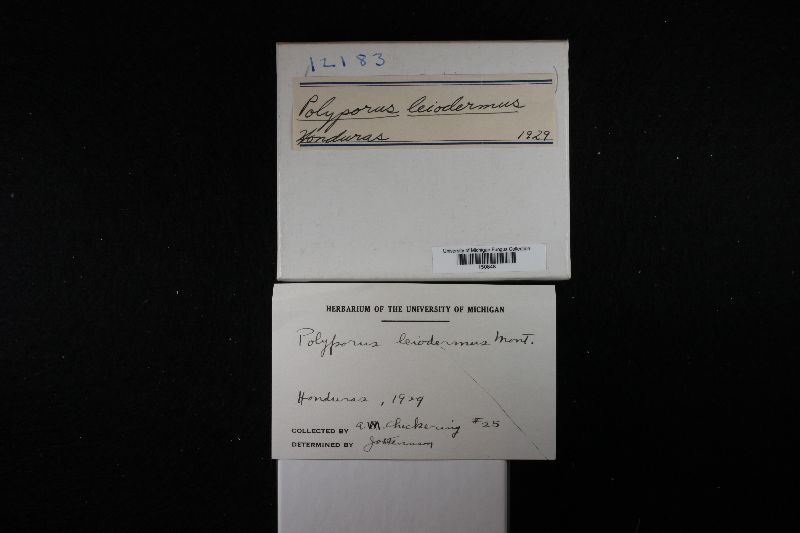 12183
Polyporus leiodermus
Honduras 1929
University of Michigan Fungus Collection
HERBARIUM OF THE UNIVERSITY OF MICHIGAN
Polyporus leiodermus Mont.
Honduras, 1929
COLLECTED BY A.M. Chickering #25
DETERMINED BY